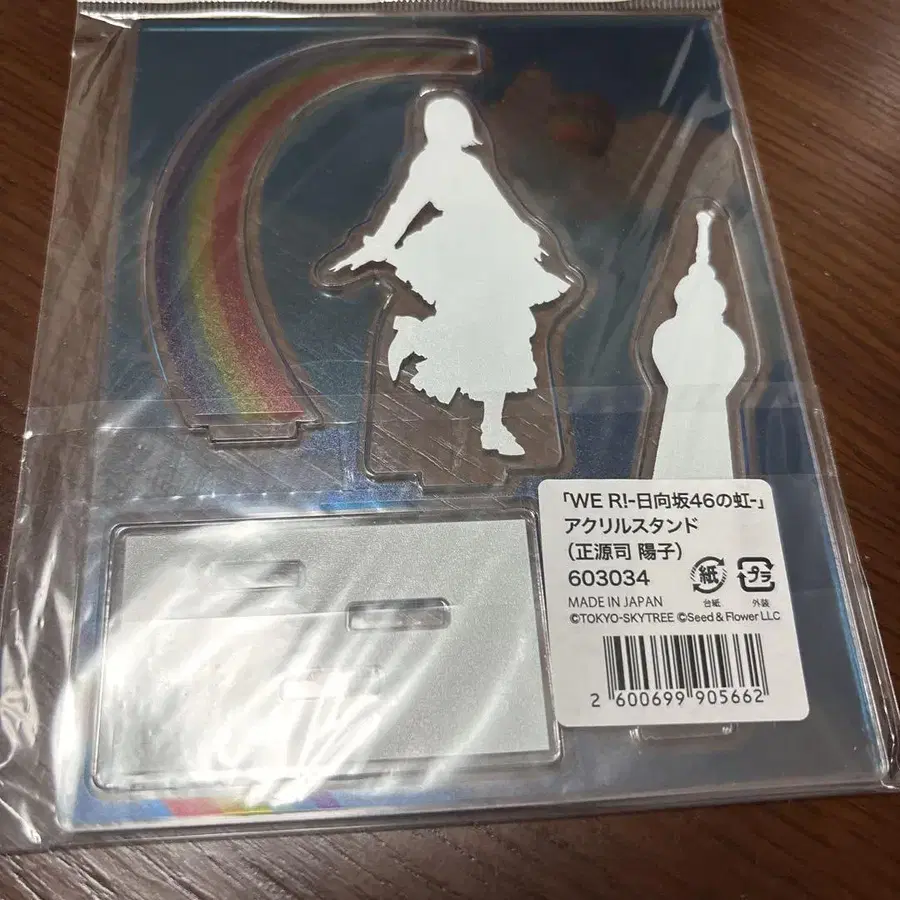 「WE R!-日向坂46の虹-」
アクリルスタンド
(正源司 陽子)
603034
紙
プラ
MADE IN JAPAN
台紙
外装
©TOKYO-SKYTREE ©Seed & Flower LLC
2 600699 905662